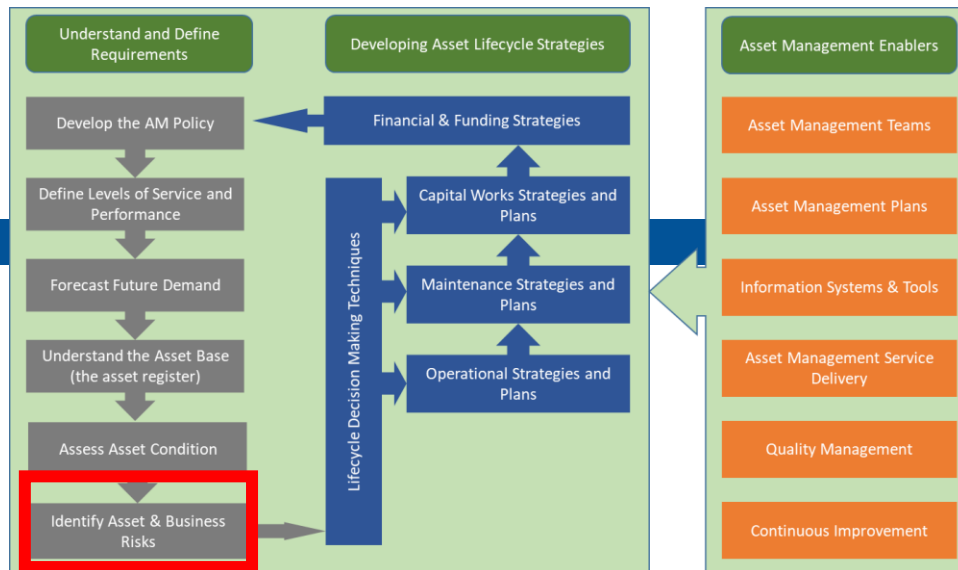 Understand and Define
Requirements
Develop the AM Policy
Define Levels of Service and
Performance
Forecast Future Demand
Understand the Asset Base
(the asset register)
Assess Asset Condition
Identify Asset & Business
Risks
Developing Asset Lifecycle Strategies
Financial & Funding Strategies
Lifecycle Decision Making Techniques
Capital Works Strategies and
Plans
Maintenance Strategies and
Plans
Operational Strategies and
Plans
Asset Management Enablers
Asset Management Teams
Asset Management Plans
Information Systems & Tools
Asset Management Service
Delivery
Quality Management
Continuous Improvement